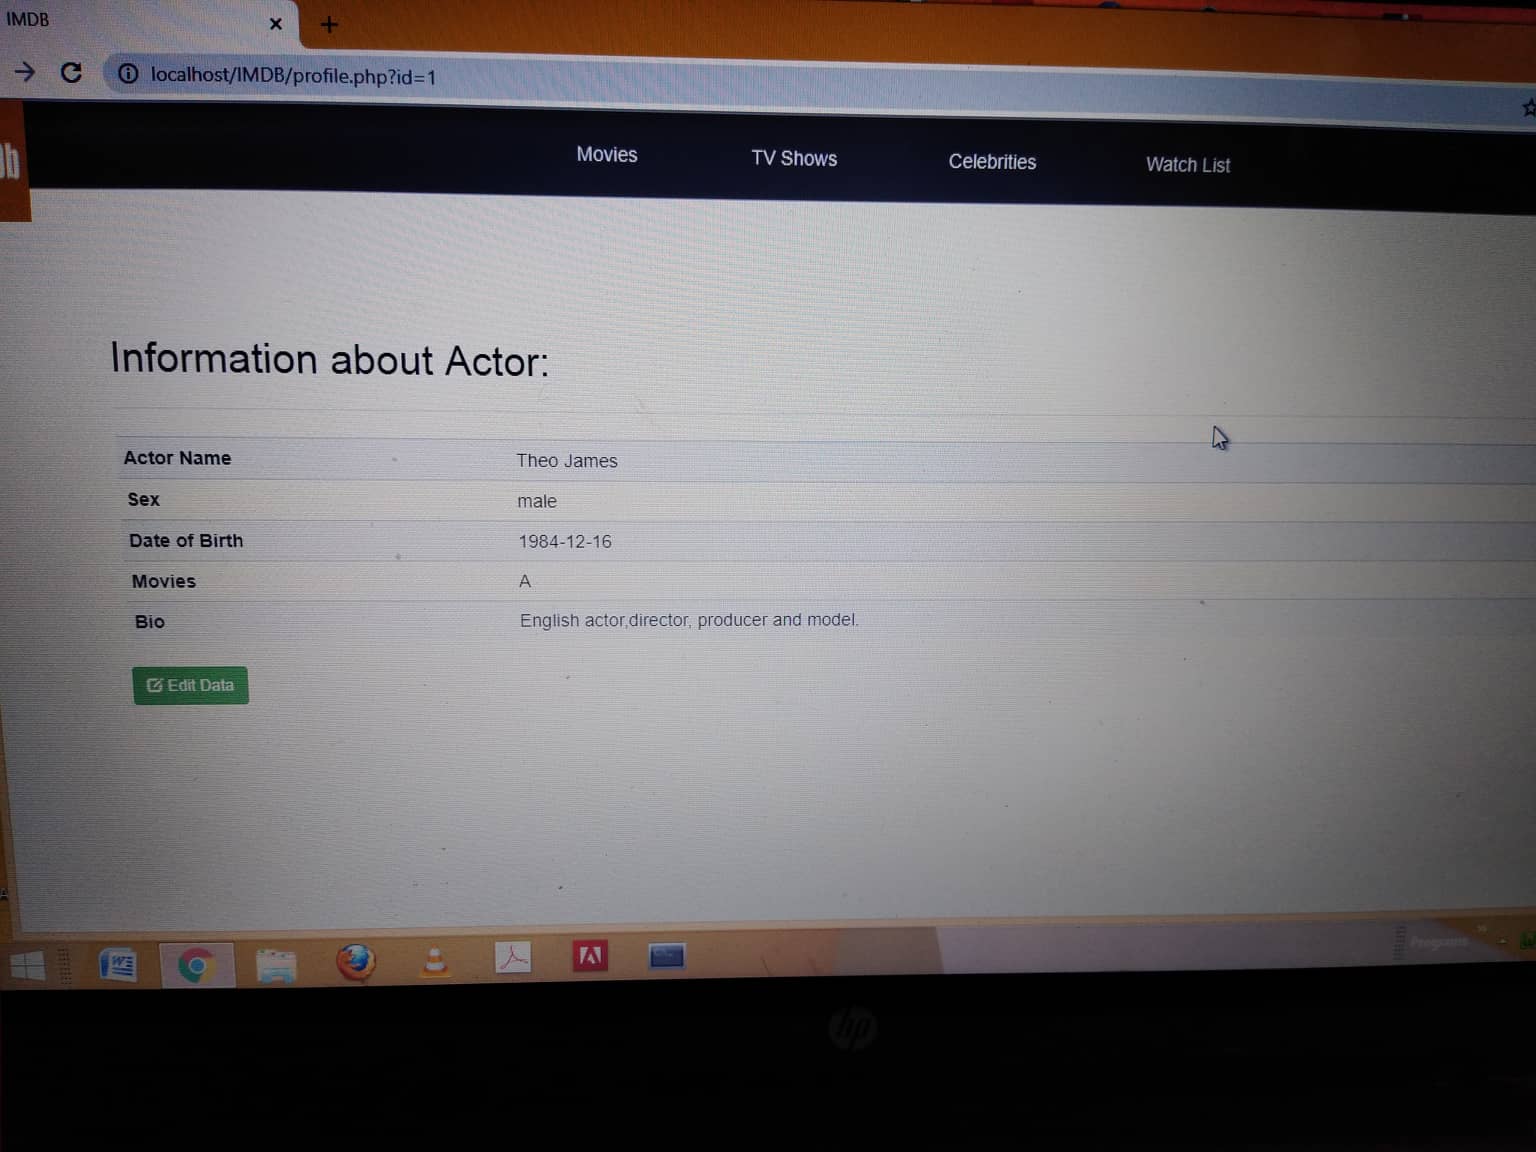 IMDB
localhost/IMDB/profile.php?id=1
Movies TV Shows Celebrities Watch List
Information about Actor:
Actor Name Theo James
Sex male
Date of Birth 1984-12-16
Movies A
Bio English actor,director, producer and model.
Edit Data
Programs
hp